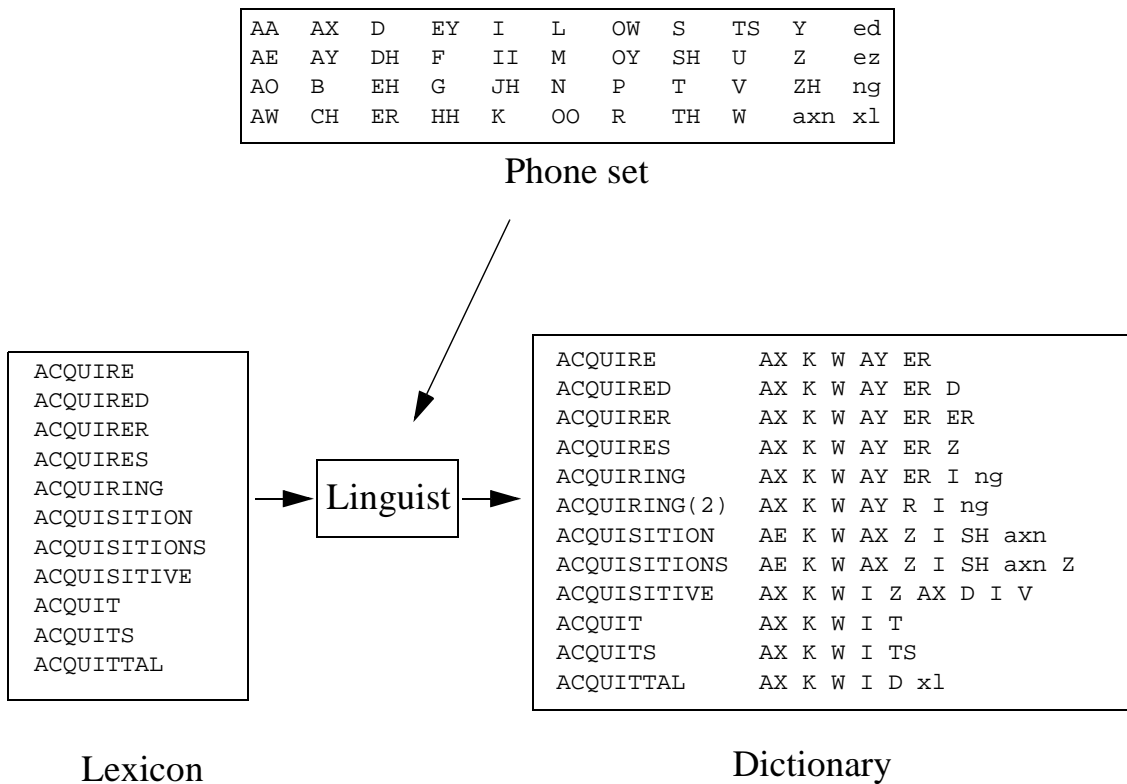 AA AX D EY I L OW S TS Y ed
AE AY DH F II M OY SH U Z ez
AO B EH G JH N P T V ZH ng
AW CH ER HH K OO R TH W axn xl
Phone set
ACQUIRE
ACQUIRED
ACQUIRER
ACQUIRES
ACQUIRING
ACQUISITION
ACQUISITIONS
ACQUISITIVE
ACQUIT
ACQUITS
ACQUITTAL
Lexicon
Linguist
ACQUIRE AX K W AY ER
ACQUIRED AX K W AY ER D
ACQUIRER AX K W AY ER ER
ACQUIRES AX K W AY ER Z
ACQUIRING AX K W AY ER I ng
ACQUIRING(2) AX K W AY R I ng
ACQUISITION AE K W AX Z I SH axn
ACQUISITIONS AE K W AX Z I SH axn Z
ACQUISITIVE AX K W I Z AX D I V
ACQUIT AX K W I T
ACQUITS AX K W I TS
ACQUITTAL AX K W I D xl
Dictionary